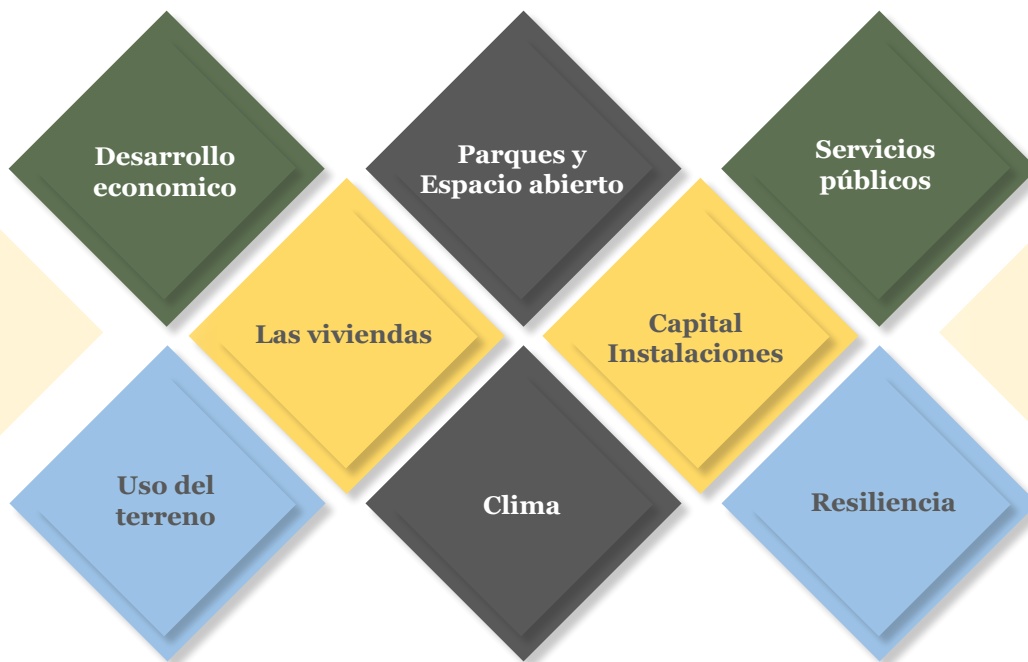 Desarrollo
economico
Parques y
Espacio abierto
Servicios
públicos
Las viviendas
Capital
Instalaciones
Uso del
terreno
Clima
Resiliencia